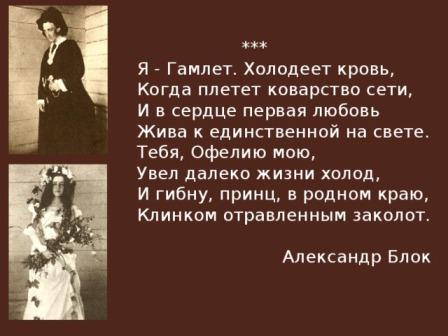 ***
Я - Гамлет. Холодеет кровь,
Когда плетет коварство сети,
И в сердце первая любовь
Жива к единственной на свете.
Тебя, Офелию мою,
Увел далеко жизни холод,
И гибну, принц, в родном краю,
Клинком отравленным заколот.
Александр Блок